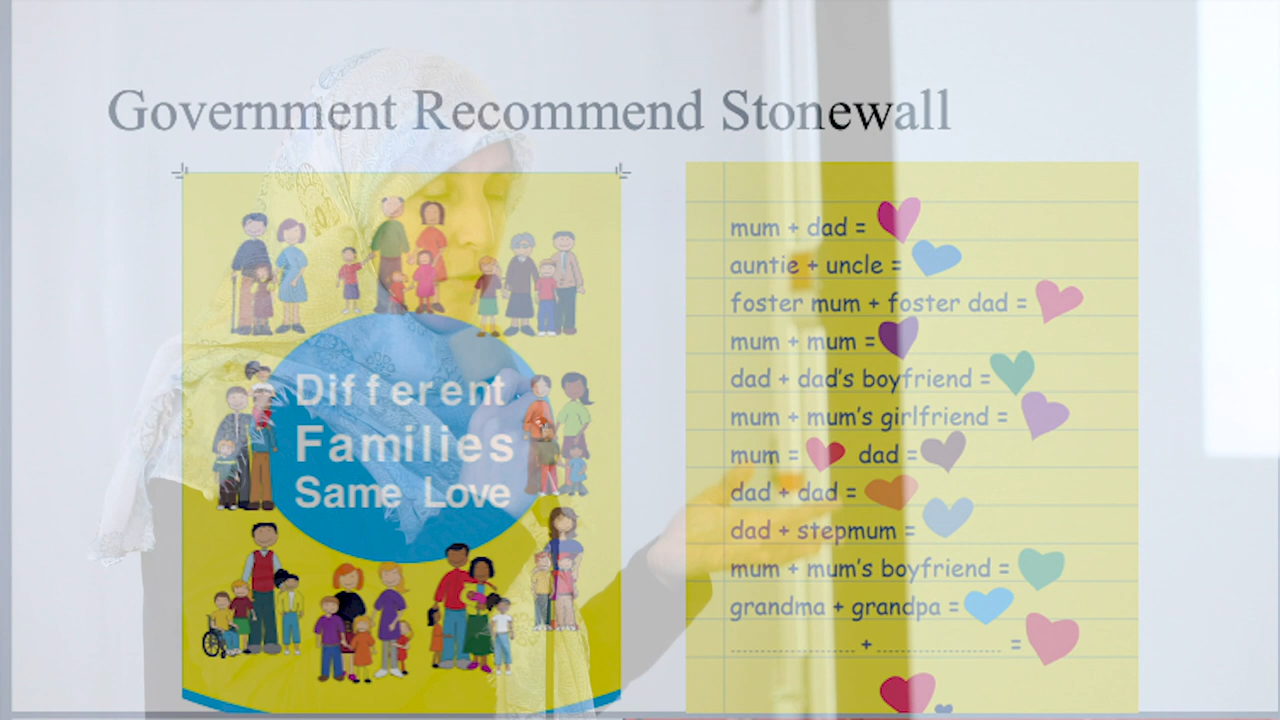 Government Recommend Stonewall
Different
Families
Same Love
mum + dad =
auntie + uncle =
foster mum + foster dad =
mum + mum =
dad + dad's boyfriend =
mum + mum's girlfriend =
mum = dad =
dad + dad =
dad + stepmum =
mum + mum's boyfriend =
grandma + grandpa =
.................. + .................. =